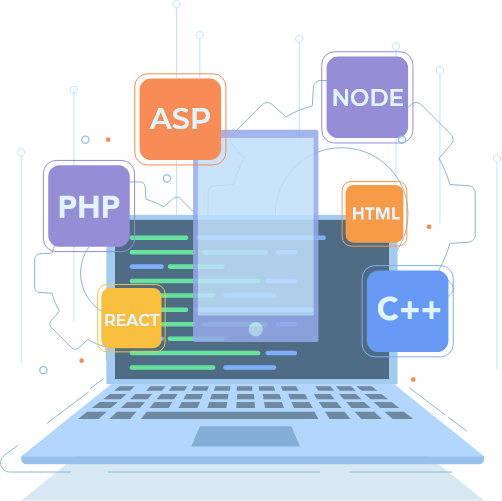 NODE
ASP
PHP
HTML
C++
REACT